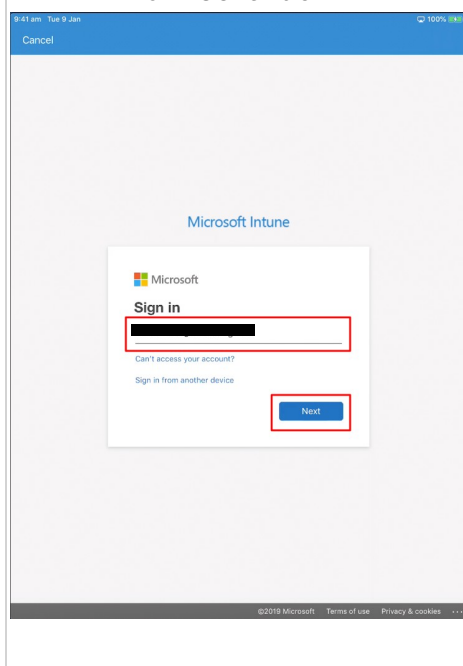 9:41 am Tue 9 Jan 100%
Cancel
Microsoft Intune
Microsoft
Sign in
Can't access your account?
Sign in from another device
Next
©2019 Microsoft Terms of use Privacy & cookies ...